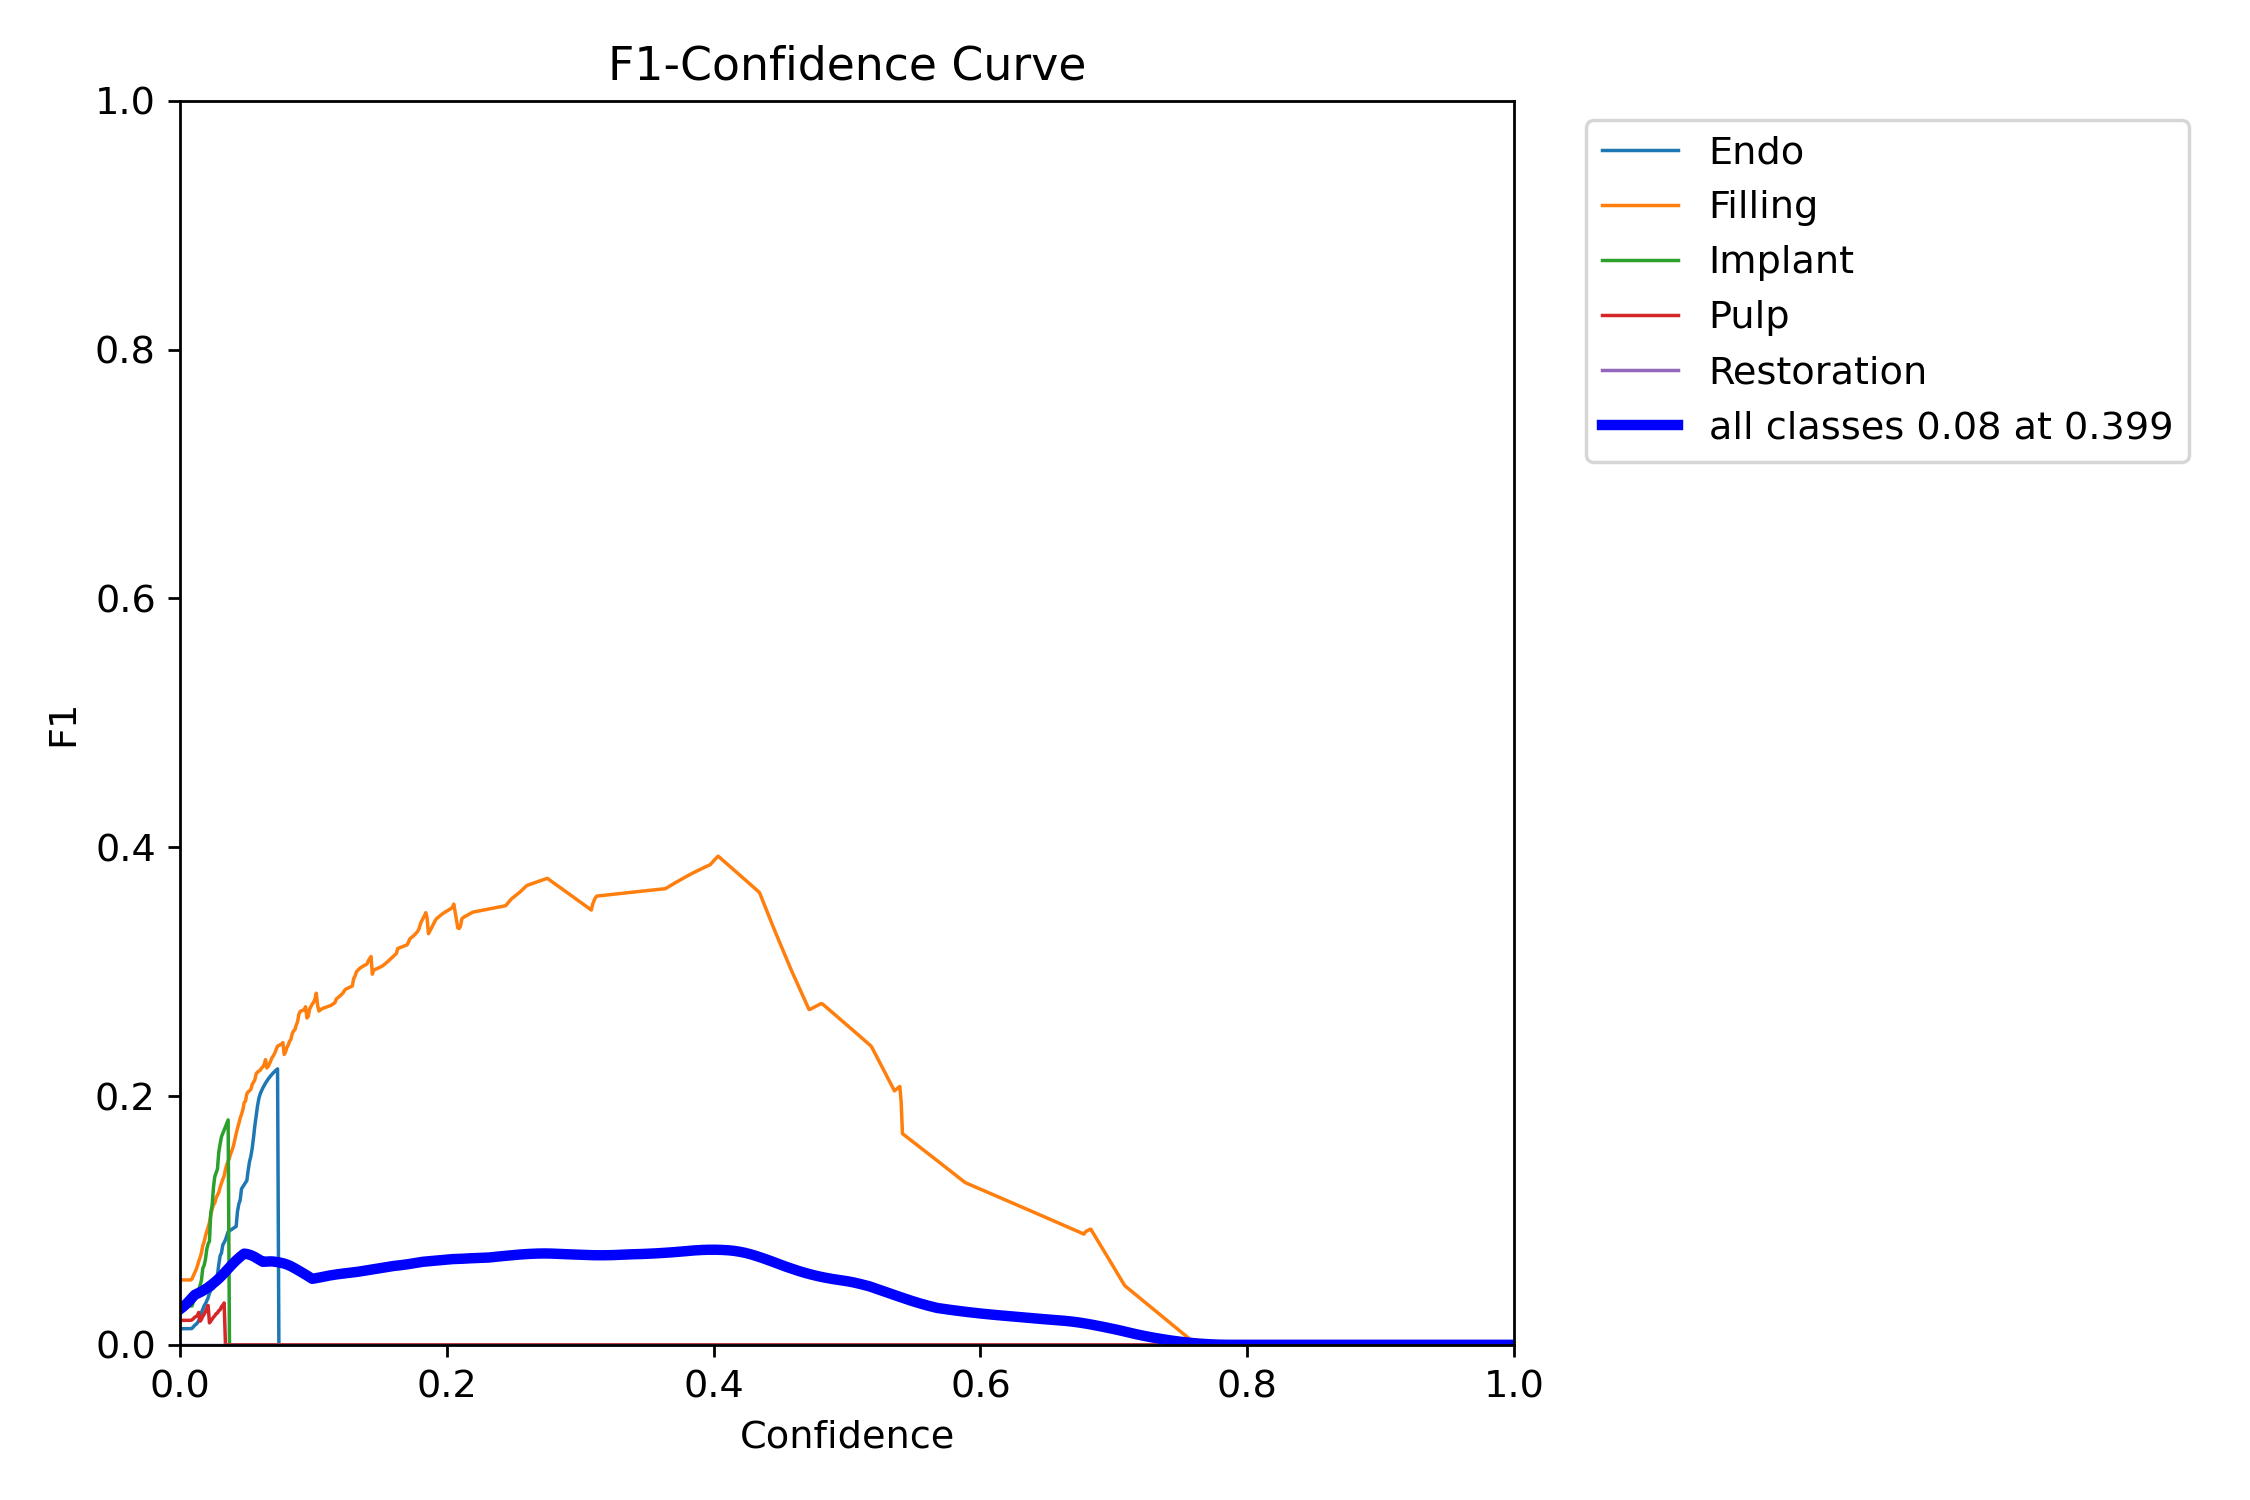 F1-Confidence Curve
1.0
0.8
0.6
0.4
0.2
0.0
F1
0.0 0.2 0.4 0.6 0.8 1.0
Confidence
Endo
Filling
Implant
Pulp
Restoration
all classes 0.08 at 0.399